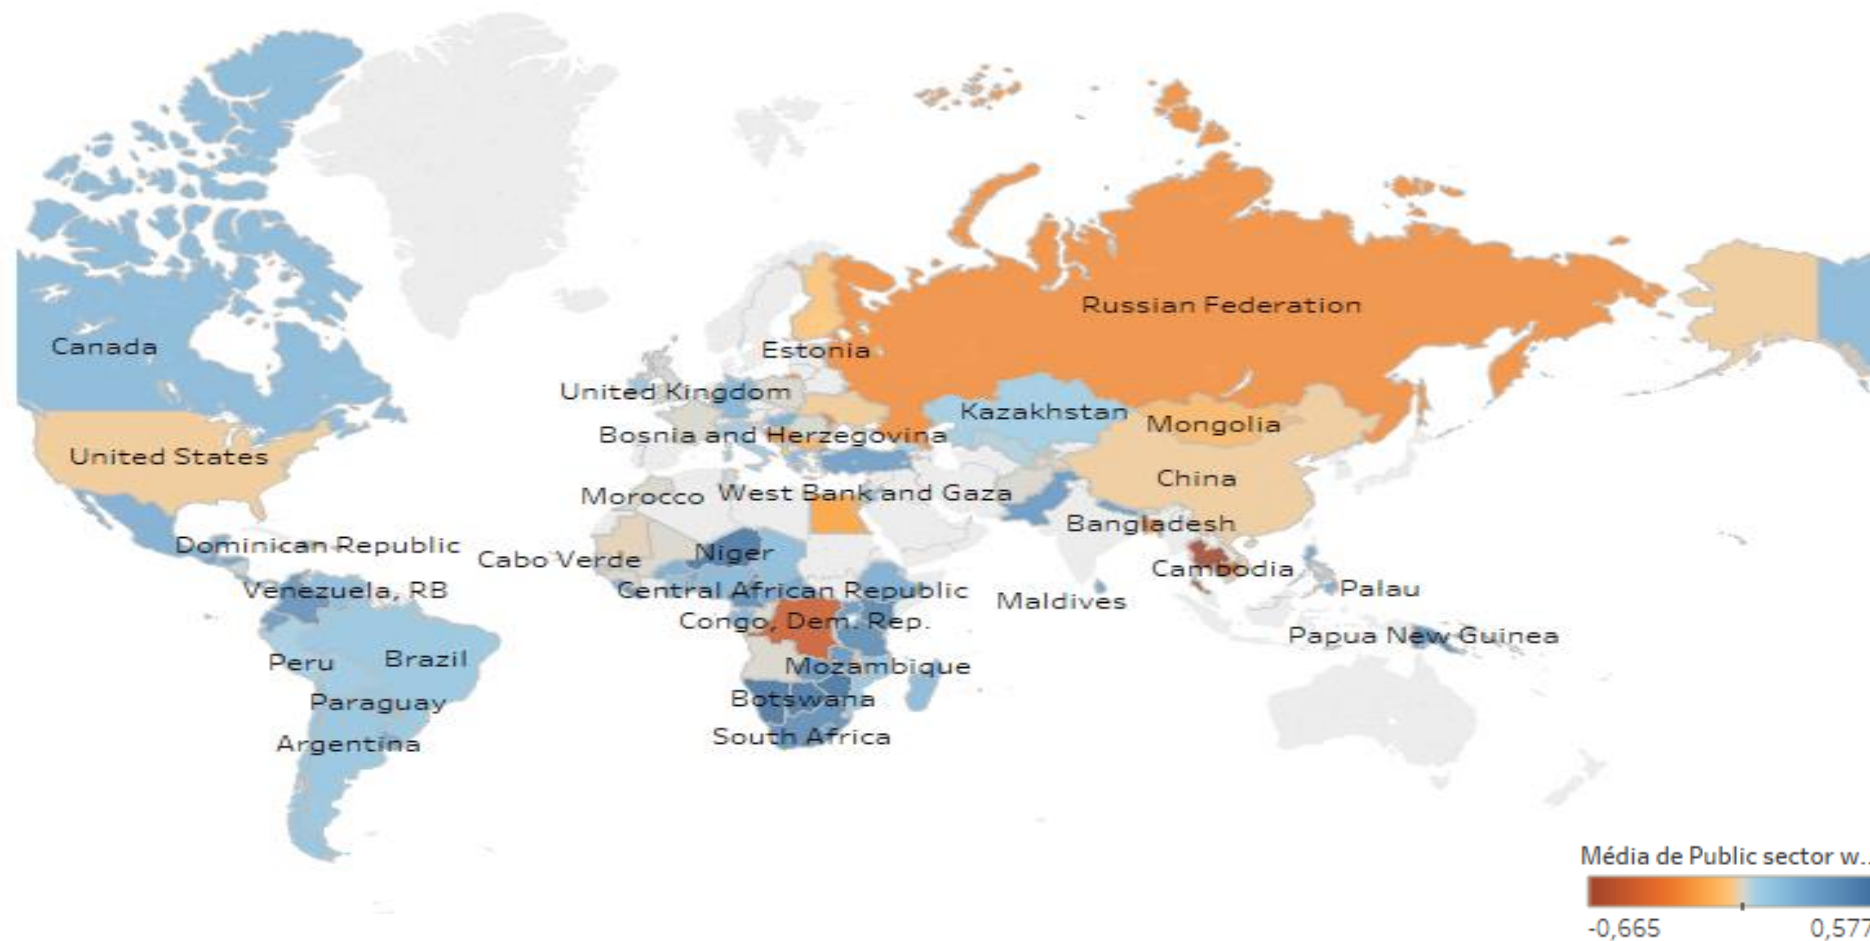 Russian Federation
Canada
Estonia
United Kingdom
Kazakhstan
Mongolia
Bosnia and Herzegovina
United States
China
Morocco
West Bank and Gaza
Bangladesh
Dominican Republic
Niger
Cabo Verde
Cambodia
Venezuela, RB
Central African Republic
Palau
Maldives
Congo, Dem. Rep.
Papua New Guinea
Peru
Brazil
Mozambique
Botswana
Paraguay
South Africa
Argentina
Média de Public sector w..
-0,665
0,577